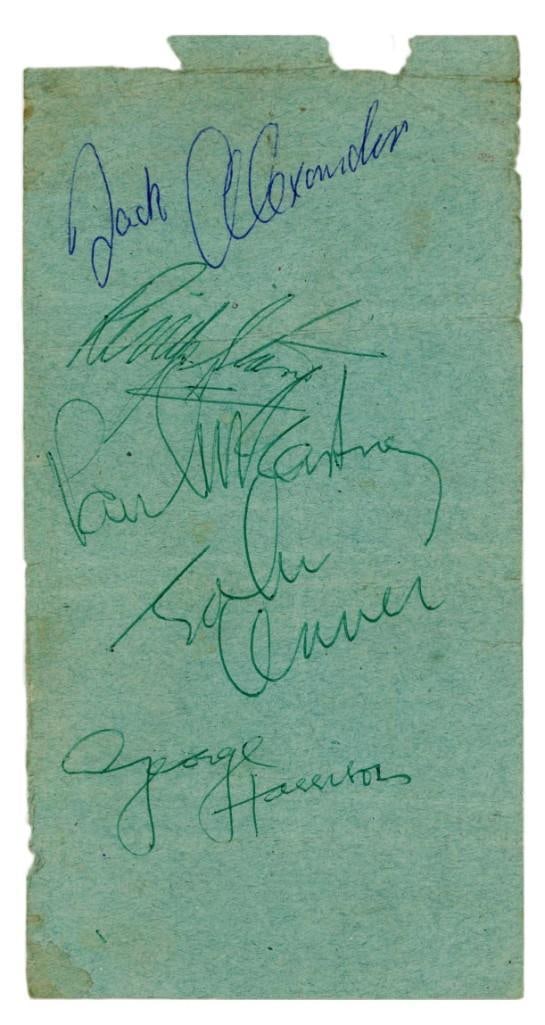 Jack Alexander
Ringo Starr
Paul McCartney
John
Lennon
George
Harrison